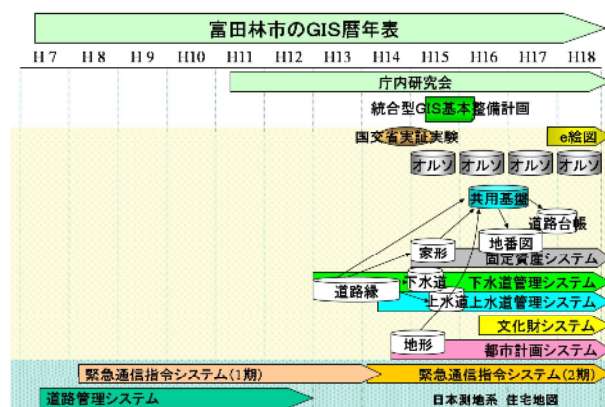 富田林市のGIS暦年表
H 7 H 8 H 9 H10 H11 H12 H13 H14 H15 H16 H17 H18
庁内研究会
統合型GIS基本整備計画
国交省実証実験
e絵図
オルソ オルソ オルソ オルソ
共用基盤
道路台帳
地番図
家形
固定資産システム
下水道 下水道管理システム
道路縁
上水道 上水道管理システム
文化財システム
地形
都市計画システム
緊急通信指令システム(1期) 緊急通信指令システム(2期)
道路管理システム
日本測地系 住宅地図